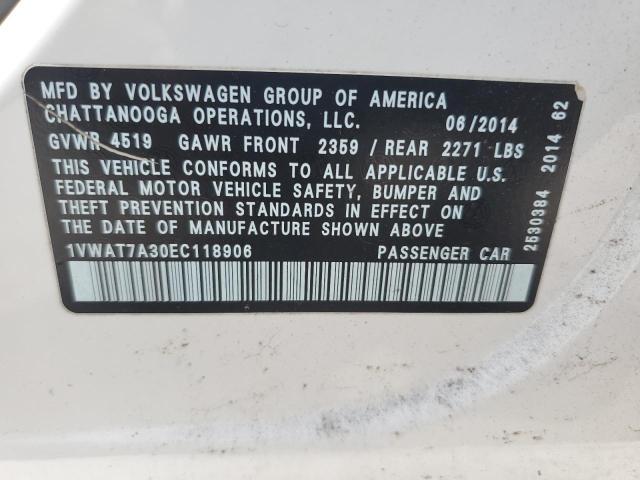 MFD BY VOLKSWAGEN GROUP OF AMERICA
CHATTANOOGA OPERATIONS, LLC. 06/2014
GVWR 4519 GAWR FRONT 2359 / REAR 2271 LBS
THIS VEHICLE CONFORMS TO ALL APPLICABLE U.S.
FEDERAL MOTOR VEHICLE SAFETY, BUMPER AND
THEFT PREVENTION STANDARDS IN EFFECT ON
THE DATE OF MANUFACTURE SHOWN ABOVE
1VWAT7A30EC118906 PASSENGER CAR
2530384 2014 62